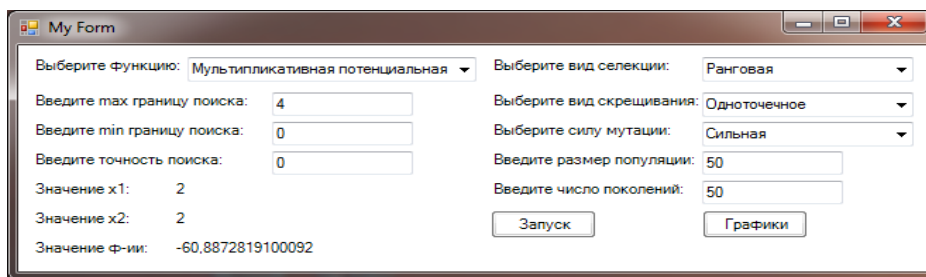 My Form
Выберите функцию: Мультипликативная потенциальная Выберите вид селекции: Ранговая
Введите max границу поиска: 4 Выберите вид скрещивания: Одноточечное
Введите min границу поиска: 0 Выберите силу мутации: Сильная
Введите точность поиска: 0 Введите размер популяции: 50
Значение x1: 2 Введите число поколений: 50
Значение x2: 2 Запуск Графики
Значение ф-ии: -60,8872819100092